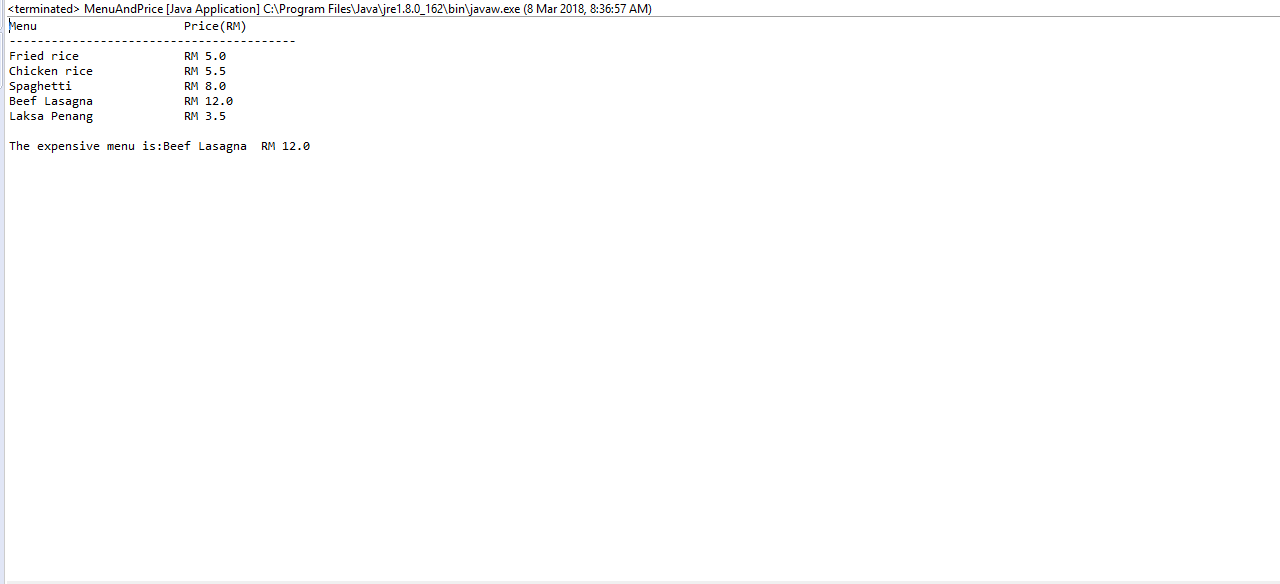 <terminated> MenuAndPrice [Java Application] C:\Program Files\Java\jre1.8.0_162\bin\javaw.exe (8 Mar 2018, 8:36:57 AM)
Menu                     Price(RM)
-----------------------------------------
Fried rice               RM 5.0
Chicken rice             RM 5.5
Spaghetti                RM 8.0
Beef Lasagna             RM 12.0
Laksa Penang             RM 3.5
The expensive menu is:Beef Lasagna  RM 12.0